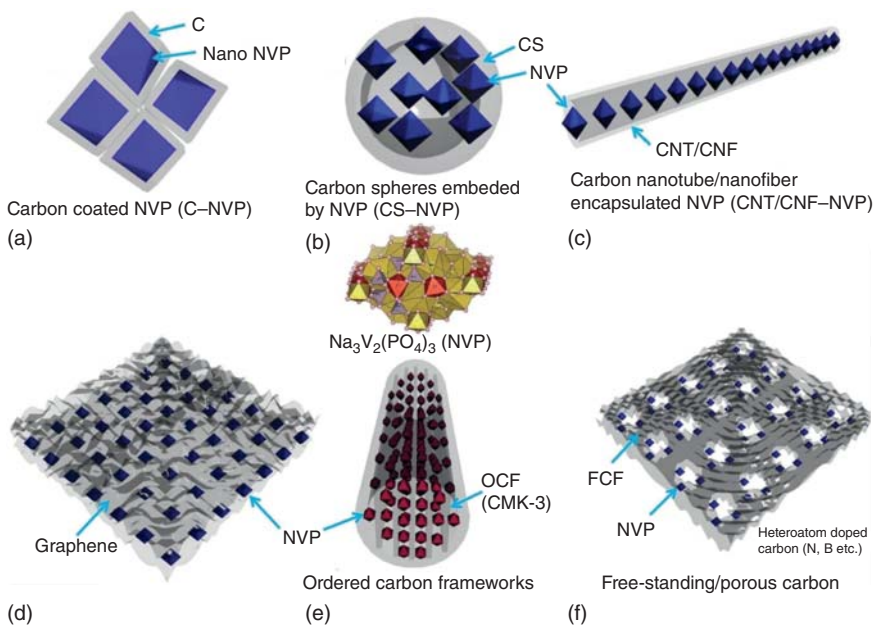 C
Nano NVP
Carbon coated NVP (C–NVP)
(a)
CS
NVP
Carbon spheres embeded
by NVP (CS–NVP)
(b)
CNT/CNF
Carbon nanotube/nanofiber
encapsulated NVP (CNT/CNF–NVP)
(c)
Na3V2(PO4)3 (NVP)
Graphene
(d)
NVP
OCF
(CMK-3)
Ordered carbon frameworks
(e)
FCF
NVP
Heteroatom doped
carbon (N, B etc.)
Free-standing/porous carbon
(f)